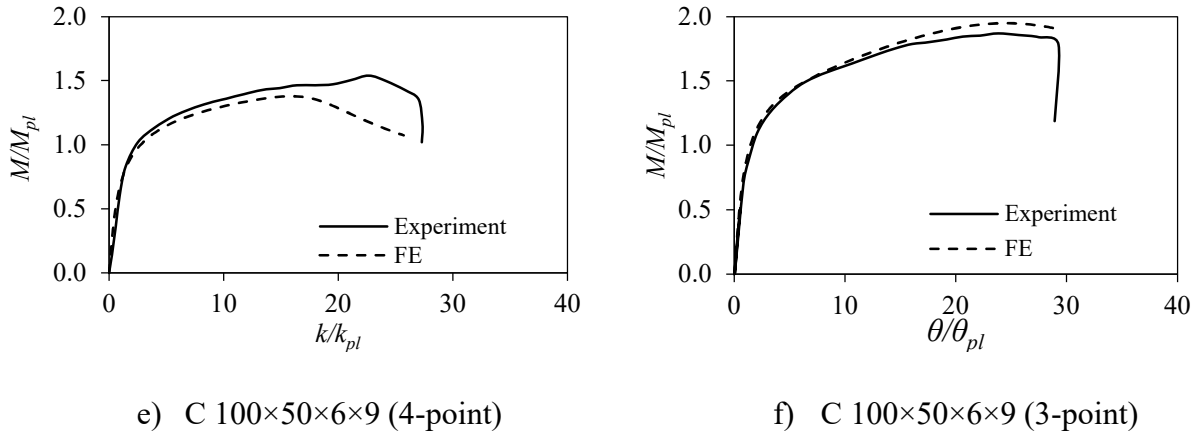 2.0
1.5
1.0
0.5
0.0
M/Mpl
Experiment
FE
0 10 20 30 40
k/kpl
e) C 100×50×6×9 (4-point)
2.0
1.5
1.0
0.5
0.0
M/Mpl
Experiment
FE
0 10 20 30 40
θ/θpl
f) C 100×50×6×9 (3-point)